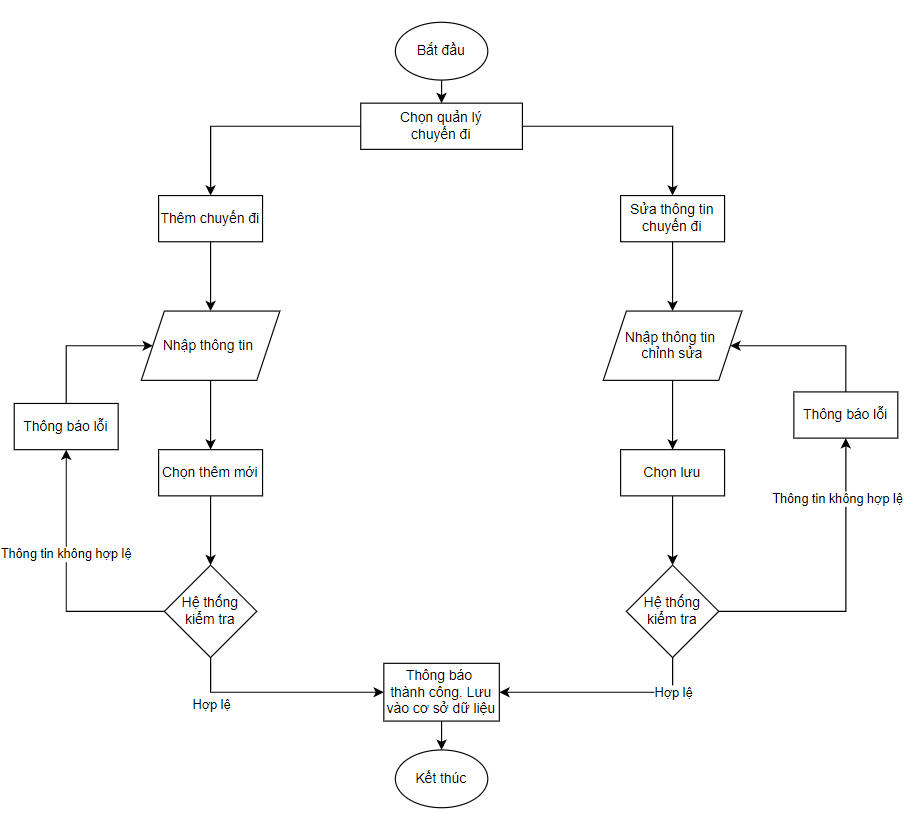 Bắt đầu
Chọn quản lý
chuyến đi
Thêm chuyến đi
Sửa thông tin
chuyến đi
Nhập thông tin
Nhập thông tin
chỉnh sửa
Thông báo lỗi
Thông báo lỗi
Chọn thêm mới
Chọn lưu
Thông tin không hợp lệ
Thông tin không hợp lệ
Hệ thống
kiểm tra
Hệ thống
kiểm tra
Hợp lệ
Thông báo
thành công. Lưu
vào cơ sở dữ liệu
Hợp lệ
Kết thúc